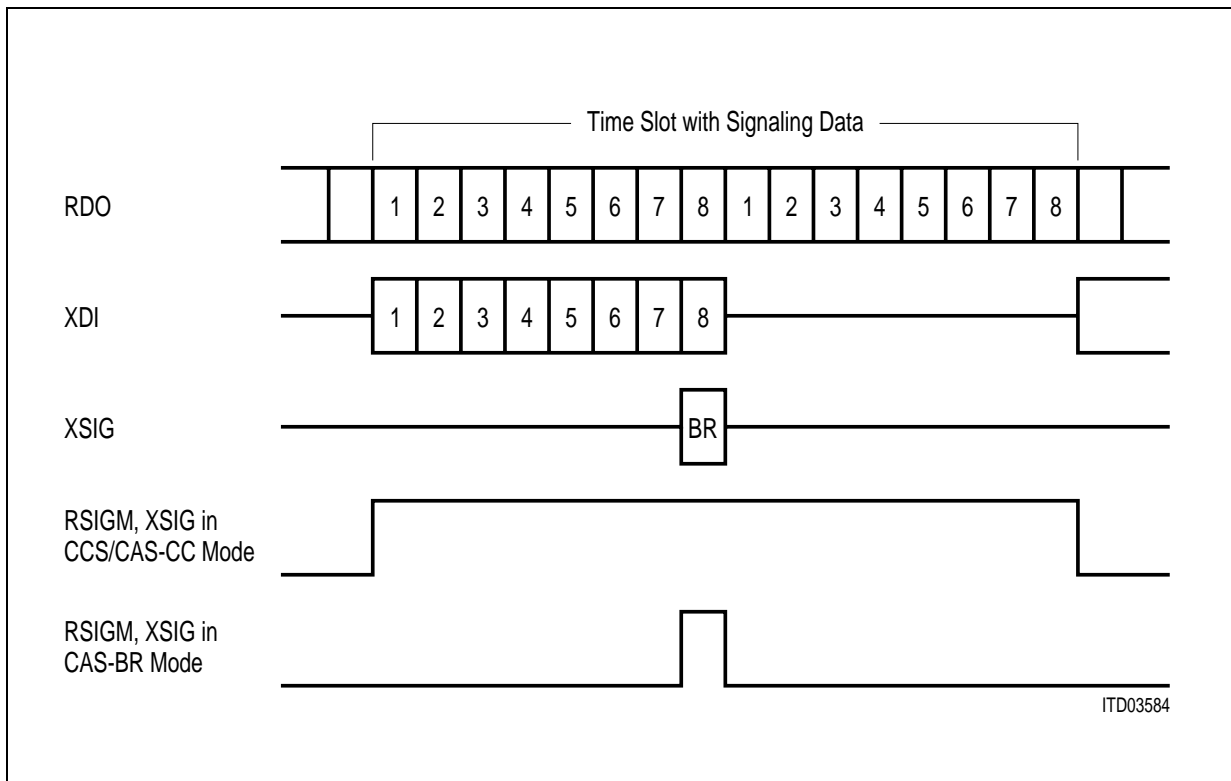 Time Slot with Signaling Data
RDO 1 2 3 4 5 6 7 8 1 2 3 4 5 6 7 8
XDI 1 2 3 4 5 6 7 8
XSIG BR
RSIGM, XSIG in
CCS/CAS-CC Mode
RSIGM, XSIG in
CAS-BR Mode
ITD03584